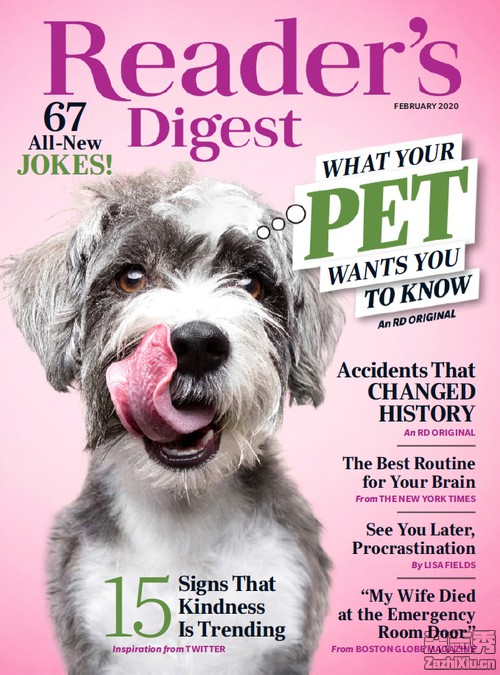 Reader's
Digest
FEBRUARY 2020
67
All-New
JOKES!
WHAT YOUR
PET
WANTS YOU
TO KNOW
An RD ORIGINAL
Accidents That
CHANGED
HISTORY
An RD ORIGINAL
The Best Routine
for Your Brain
From THE NEW YORK TIMES
See You Later,
Procrastination
By LISA FIELDS
"My Wife Died
at the Emergency
Room Door"
From BOSTON GLOBE MAGAZINE
15 Signs That
Kindness
Is Trending
Inspiration from TWITTER
ZazhiXiu.cn